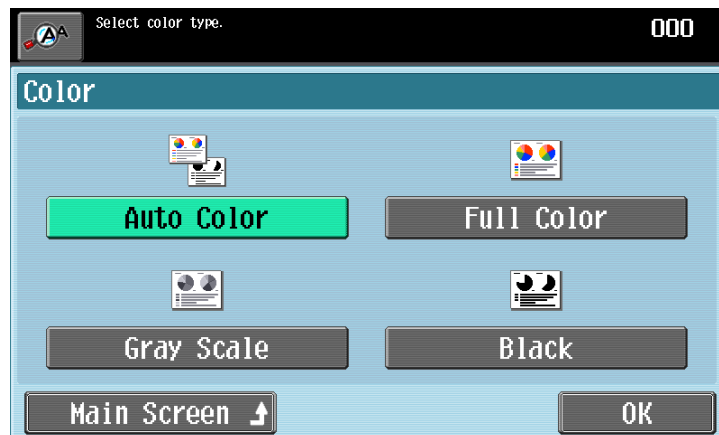 Select color type.
000
Color
Auto Color
Full Color
Gray Scale
Black
Main Screen
OK